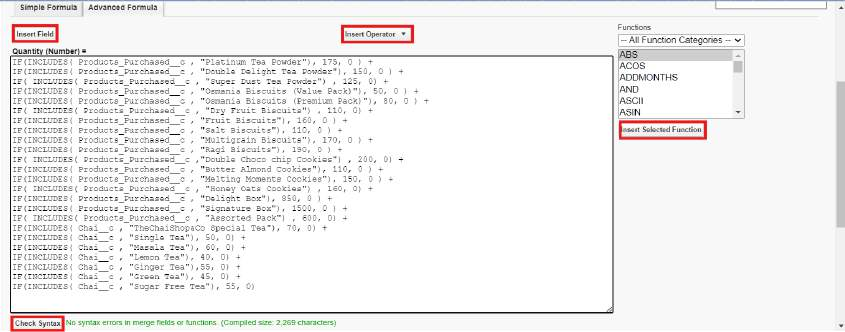 Simple Formula
Advanced Formula
Insert Field
Insert Operator
Functions
-- All Function Categories --
Quantity (Number) =
IF(INCLUDES( Products_Purchased__c , "Platinum Tea Powder"), 175, 0 ) +
IF(INCLUDES( Products_Purchased__c , "Double Delight Tea Powder"), 150, 0 ) +
IF( INCLUDES( Products_Purchased__c , "Super Dust Tea Powder") , 125, 0) +
IF(INCLUDES( Products_Purchased__c , "Osmania Biscuits (Value Pack)"), 50, 0 ) +
IF(INCLUDES( Products_Purchased__c , "Osmania Biscuits (Premium Pack)"), 80, 0 ) +
IF( INCLUDES( Products_Purchased__c , "Dry Fruit Biscuits") , 110, 0) +
IF(INCLUDES( Products_Purchased__c , "Fruit Biscuits"), 160, 0 ) +
IF(INCLUDES( Products_Purchased__c , "Salt Biscuits"), 110, 0 ) +
IF(INCLUDES( Products_Purchased__c , "Multigrain Biscuits"), 170, 0 ) +
IF(INCLUDES( Products_Purchased__c , "Ragi Biscuits"), 190, 0 ) +
IF( INCLUDES( Products_Purchased__c ,"Double Choco chip Cookies") , 200, 0) +
IF(INCLUDES( Products_Purchased__c , "Butter Almond Cookies"), 110, 0 ) +
IF(INCLUDES( Products_Purchased__c , "Melting Moments Cookies"), 150, 0 ) +
IF( INCLUDES( Products_Purchased__c , "Honey Oats Cookies") , 160, 0) +
IF(INCLUDES( Products_Purchased__c , "Delight Box"), 850, 0 ) +
IF(INCLUDES( Products_Purchased__c , "Signature Box"), 1500, 0 ) +
IF( INCLUDES( Products_Purchased__c , "Assorted Pack") , 600, 0) +
IF(INCLUDES( Chai__c , "TheChaiShop&Co Special Tea"), 70, 0) +
IF(INCLUDES( Chai__c , "Single Tea"), 50, 0) +
IF(INCLUDES( Chai__c , "Masala Tea"), 60, 0) +
IF(INCLUDES( Chai__c , "Lemon Tea"), 40, 0) +
IF(INCLUDES( Chai__c , "Ginger Tea"),55, 0) +
IF(INCLUDES( Chai__c , "Green Tea"), 45, 0) +
IF(INCLUDES( Chai__c , "Sugar Free Tea"), 55, 0)
ABS
ACOS
ADDMONTHS
AND
ASCII
ASIN
Insert Selected Function
Check Syntax
No syntax errors in merge fields or functions. (Compiled size: 2,269 characters)